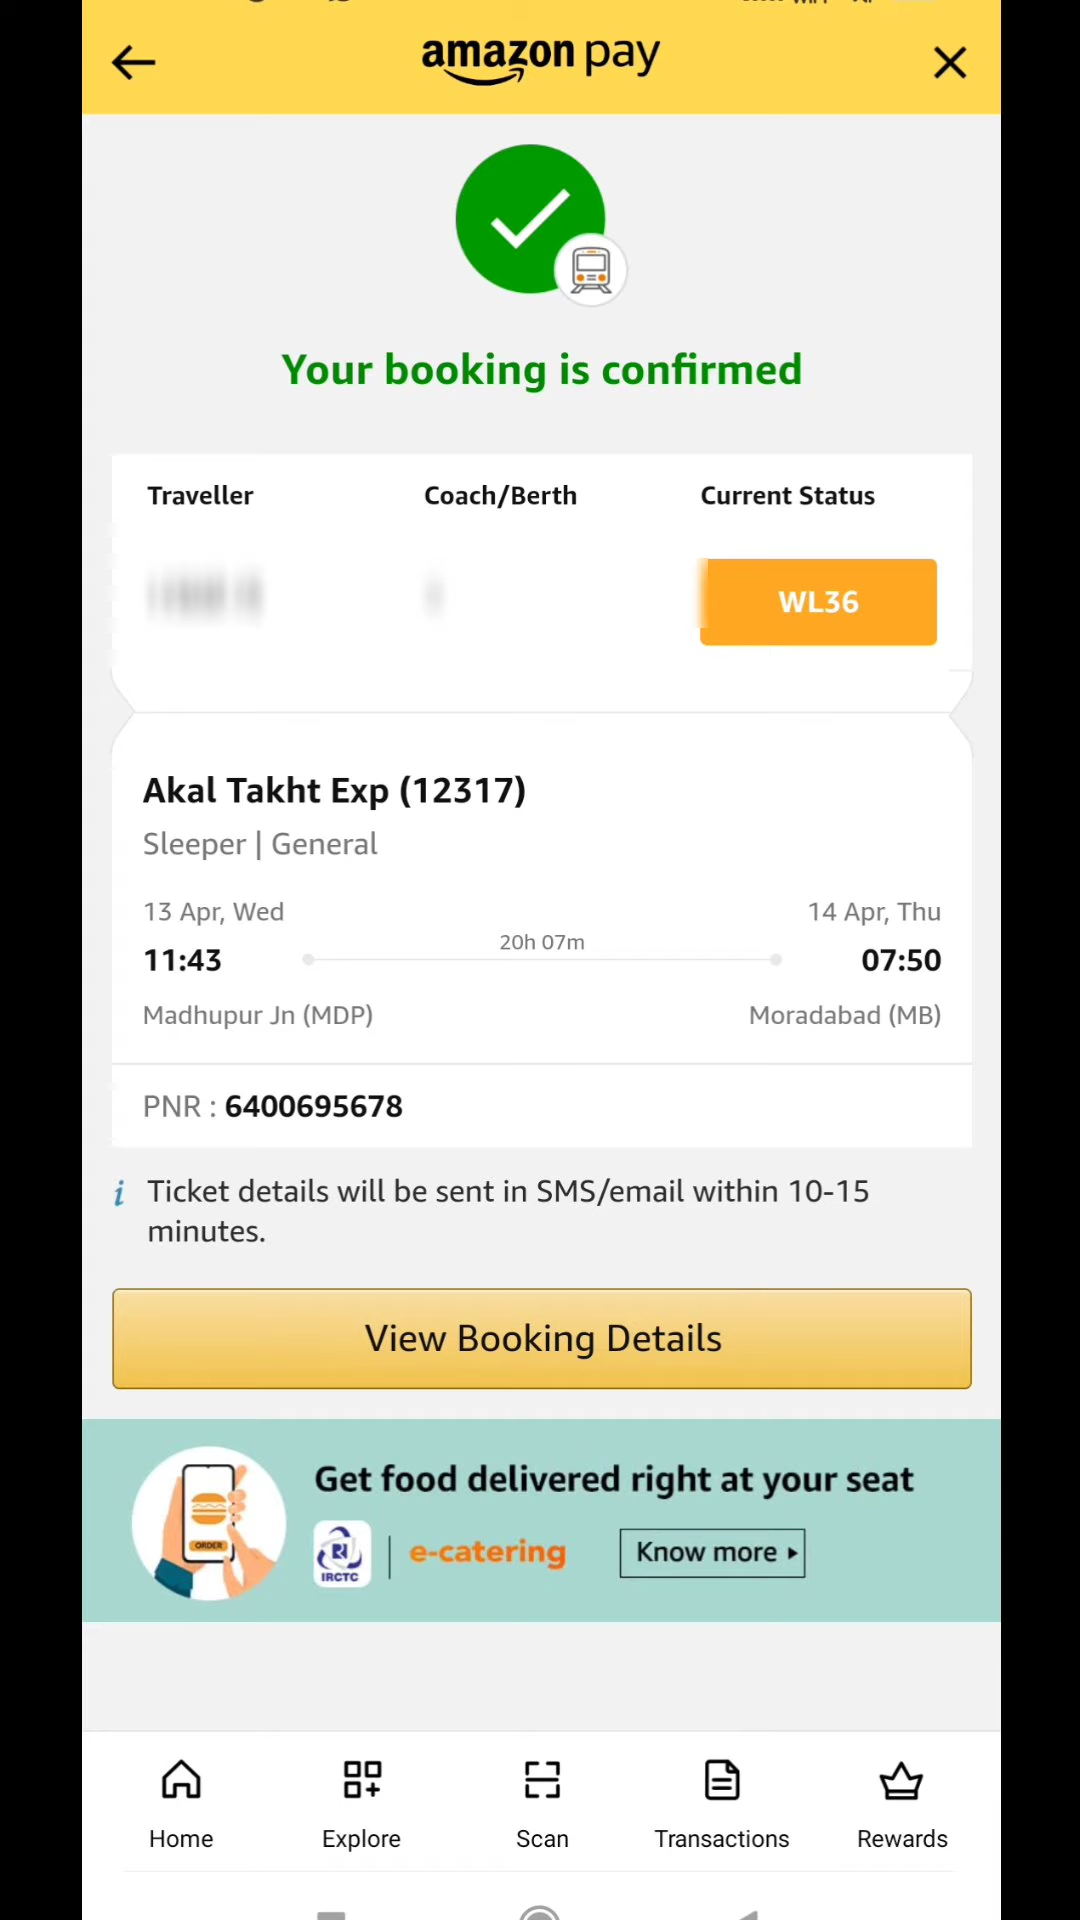 amazon pay
Your booking is confirmed
Traveller Coach/Berth Current Status
WL36
Akal Takht Exp (12317)
Sleeper | General
13 Apr, Wed 14 Apr, Thu
20h 07m
11:43 07:50
Madhupur Jn (MDP) Moradabad (MB)
PNR : 6400695678
i Ticket details will be sent in SMS/email within 10-15
minutes.
View Booking Details
Get food delivered right at your seat
ORDER
IRCTC | e-catering Know more
Home Explore Scan Transactions Rewards